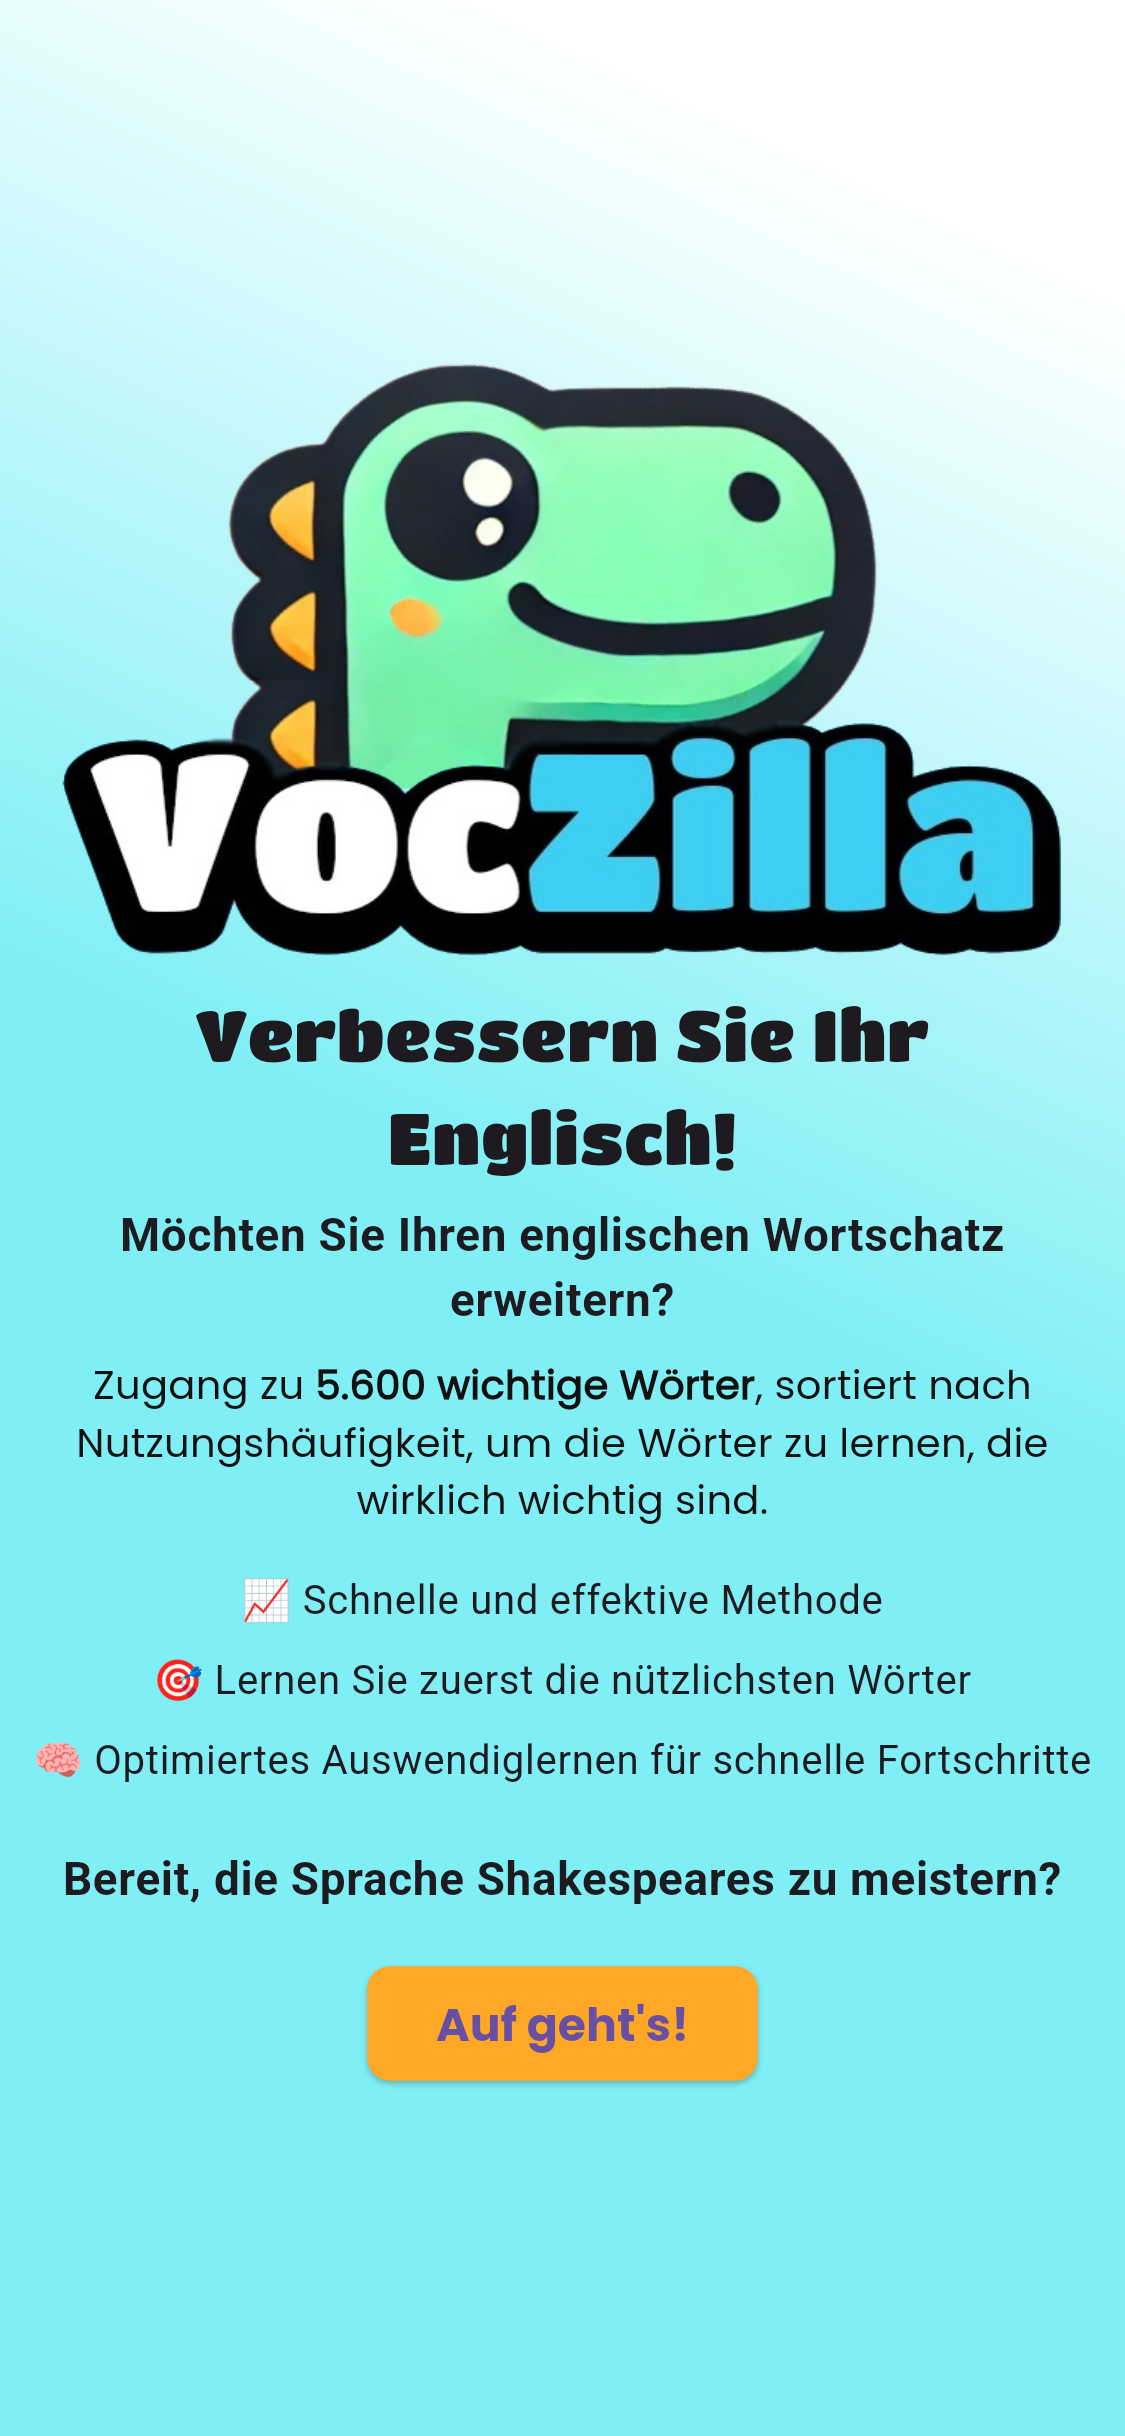 VocZilla
Verbessern Sie Ihr
Englisch!
Möchten Sie Ihren englischen Wortschatz
erweitern?
Zugang zu 5.600 wichtige Wörter, sortiert nach
Nutzungshäufigkeit, um die Wörter zu lernen, die
wirklich wichtig sind.
📈 Schnelle und effektive Methode
🎯 Lernen Sie zuerst die nützlichsten Wörter
🧠 Optimiertes Auswendiglernen für schnelle Fortschritte
Bereit, die Sprache Shakespeares zu meistern?
Auf geht's!